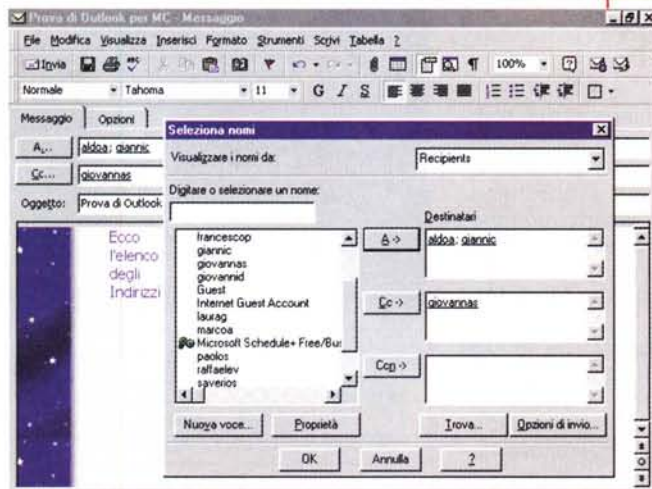 Prova di Outlook per MC - Messaggio
File Modifica Visualizza Inserisci Formato Strumenti Scrivi Tabella ?
Invia 100%
Normale Tahoma 11 G I S
Messaggio Opzioni
A... aldoa; giannic
Cc... giovannas
Oggetto: Prova di Outlook
Ecco
l'elenco
degli
Indirizzi
Seleziona nomi
Visualizzare i nomi da: Recipients
Digitare o selezionare un nome:
Destinatari
francescop
giannic
giovannas
giovannid
Guest
Internet Guest Account
laurag
marcoa
Microsoft Schedule+ Free/Bus
paolos
raffaelev
saverios
A -> aldoa; giannic
Cc -> giovannas
Ccn ->
Nuova voce... Proprietà Trova... Opzioni di invio...
OK Annulla ?